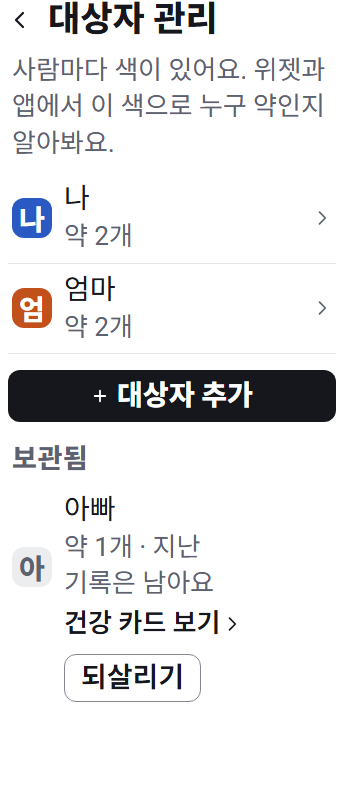 대상자 관리
사람마다 색이 있어요. 위젯과
앱에서 이 색으로 누구 약인지
알아봐요.
나
나
약 2개
엄
엄마
약 2개
+ 대상자 추가
보관됨
아빠
아
약 1개 · 지난
기록은 남아요
건강 카드 보기
되살리기